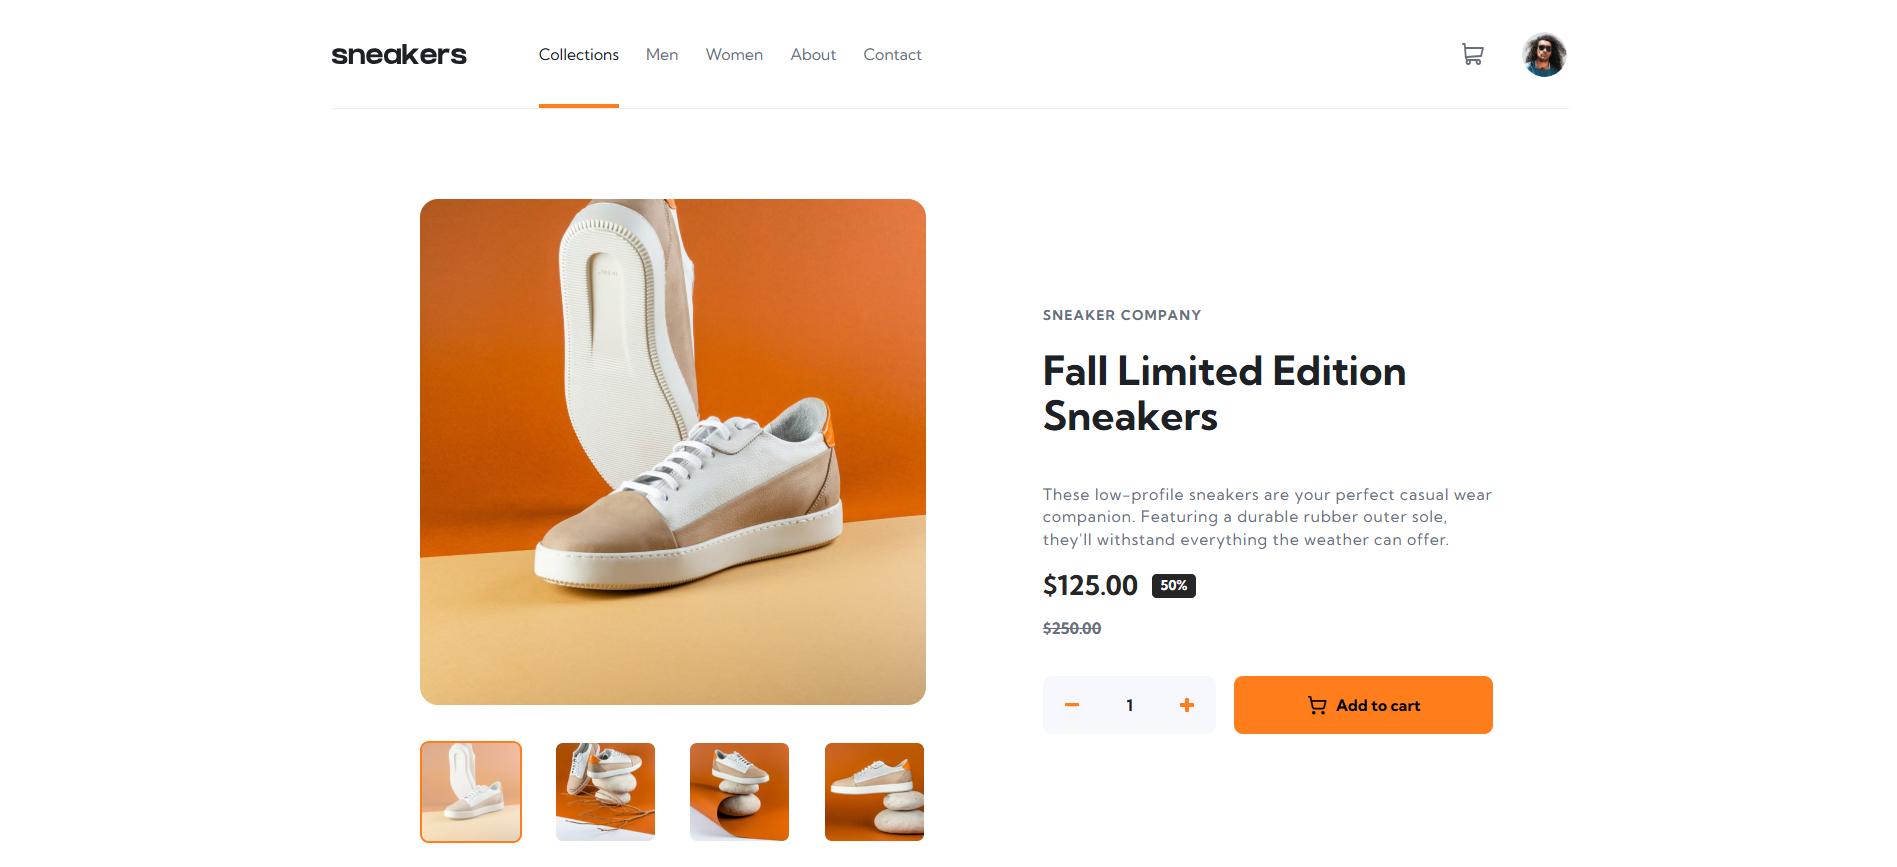 sneakers
Collections
Men
Women
About
Contact
SNEAKER COMPANY
Fall Limited Edition
Sneakers
These low-profile sneakers are your perfect casual wear
companion. Featuring a durable rubber outer sole,
they'll withstand everything the weather can offer.
$125.00
50%
$250.00
1
Add to cart